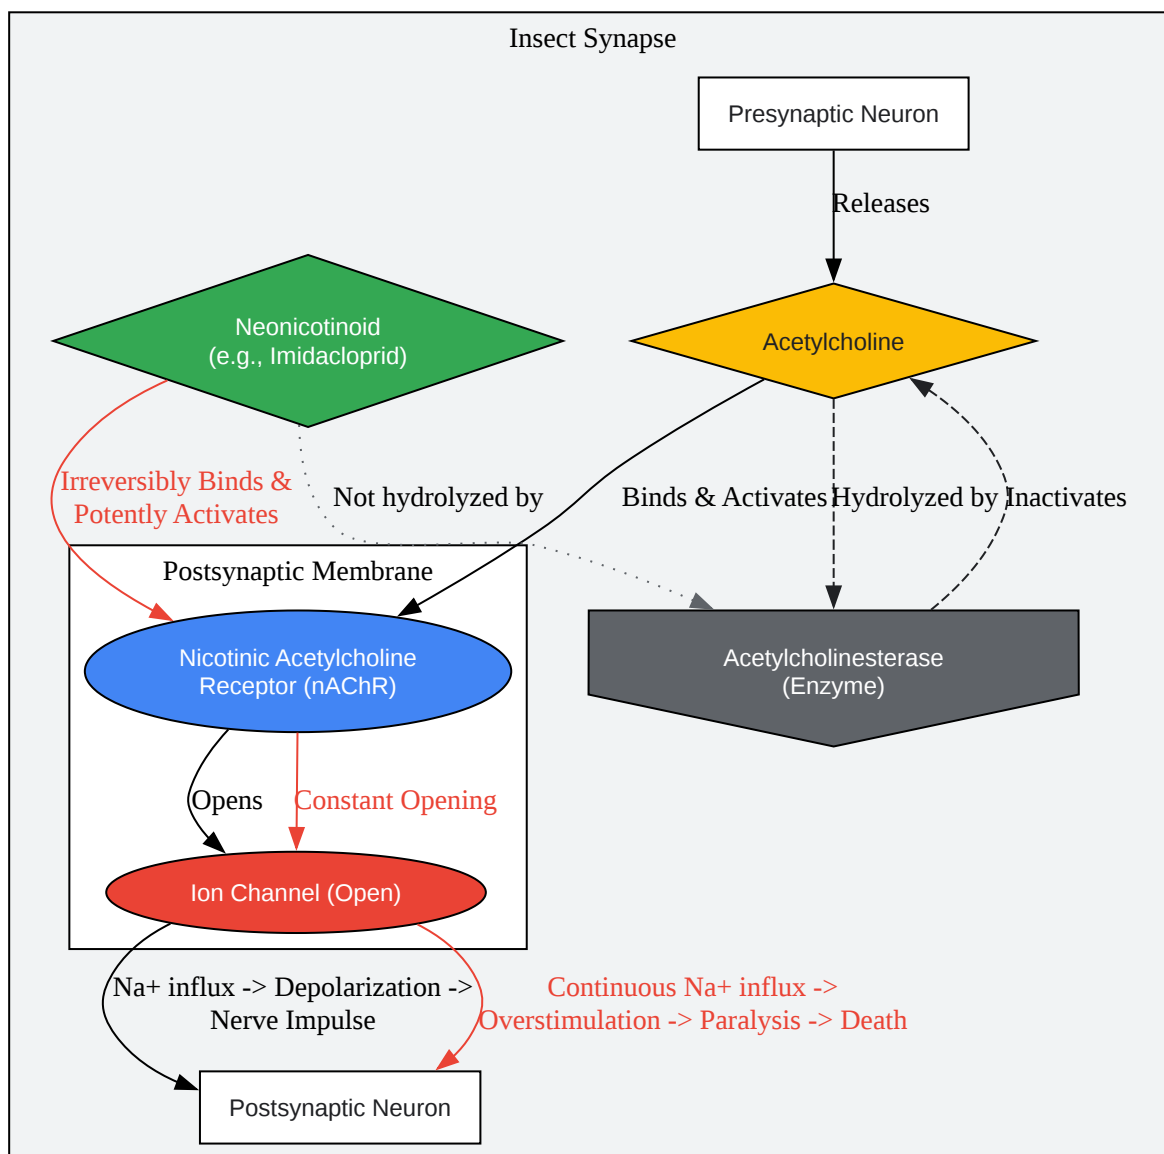 Insect Synapse
Presynaptic Neuron
Releases
Neonicotinoid
(e.g., Imidacloprid)
Acetylcholine
Irreversibly Binds &
Potently Activates
Not hydrolyzed by
Binds & Activates
Hydrolyzed by
Inactivates
Postsynaptic Membrane
Nicotinic Acetylcholine
Receptor (nAChR)
Acetylcholinesterase
(Enzyme)
Opens
Constant Opening
Ion Channel (Open)
Na+ influx -> Depolarization ->
Nerve Impulse
Continuous Na+ influx ->
Overstimulation -> Paralysis -> Death
Postsynaptic Neuron